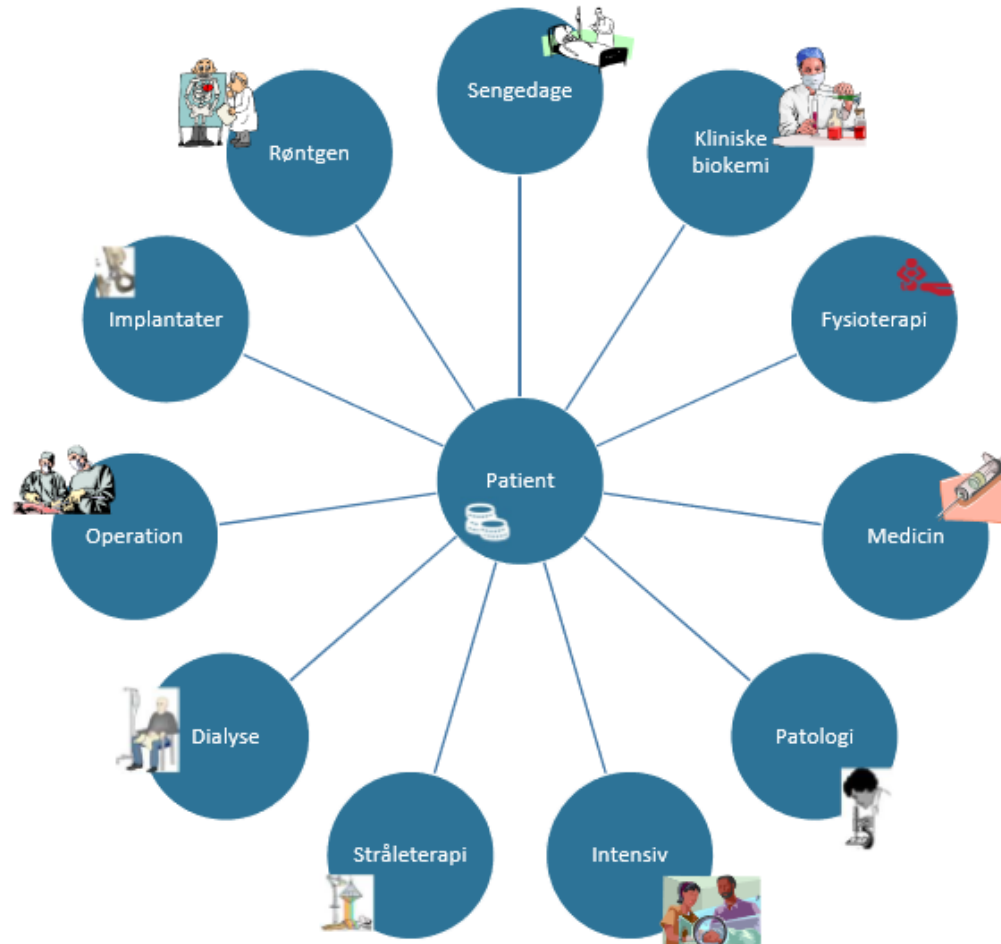 Sengedage
Røntgen
Kliniske
biokemi
Implantater
Fysioterapi
Patient
Operation
Medicin
Dialyse
Patologi
Stråleterapi
Intensiv